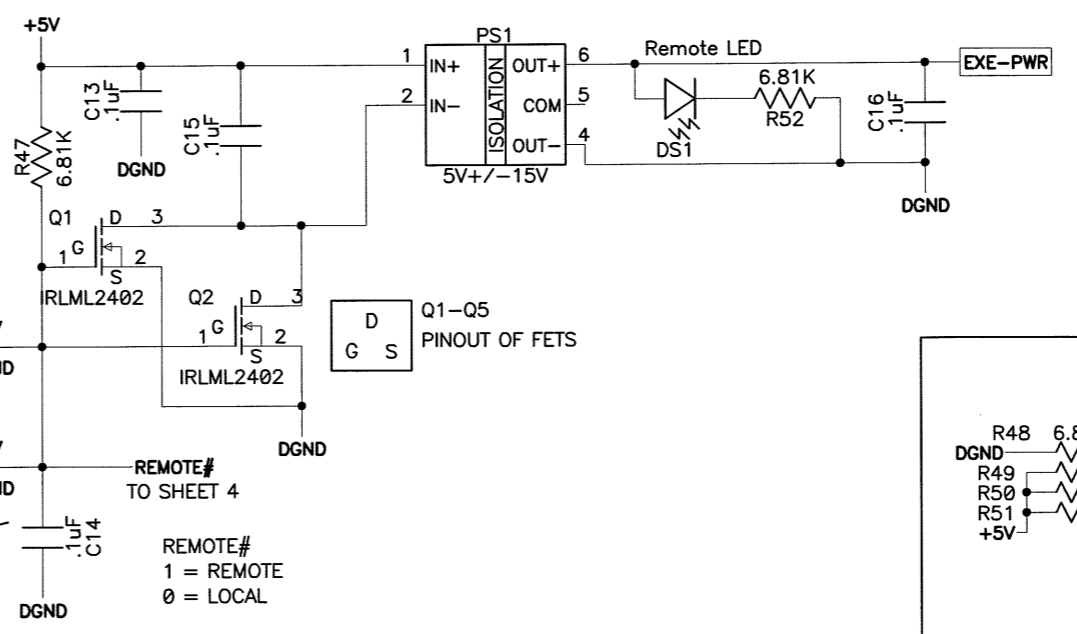 +5V
PS1
1 IN+ ISOLATION OUT+ 6
Remote LED
EXE-PWR
2 IN- COM 5
OUT- 4
5V+/-15V
C13 .1uF
DGND
C15 .1uF
R47 6.81K
6.81K
R52
DS1
C16 .1uF
DGND
Q1 D 3
1 G S 2
IRLML2402
Q2 D 3
1 G S 2
IRLML2402
D
G S
Q1-Q5
PINOUT OF FETS
DGND
REMOTE#
TO SHEET 4
.1uF C14
DGND
REMOTE#
1 = REMOTE
0 = LOCAL
R48 6.8
DGND
R49
R50
R51
+5V